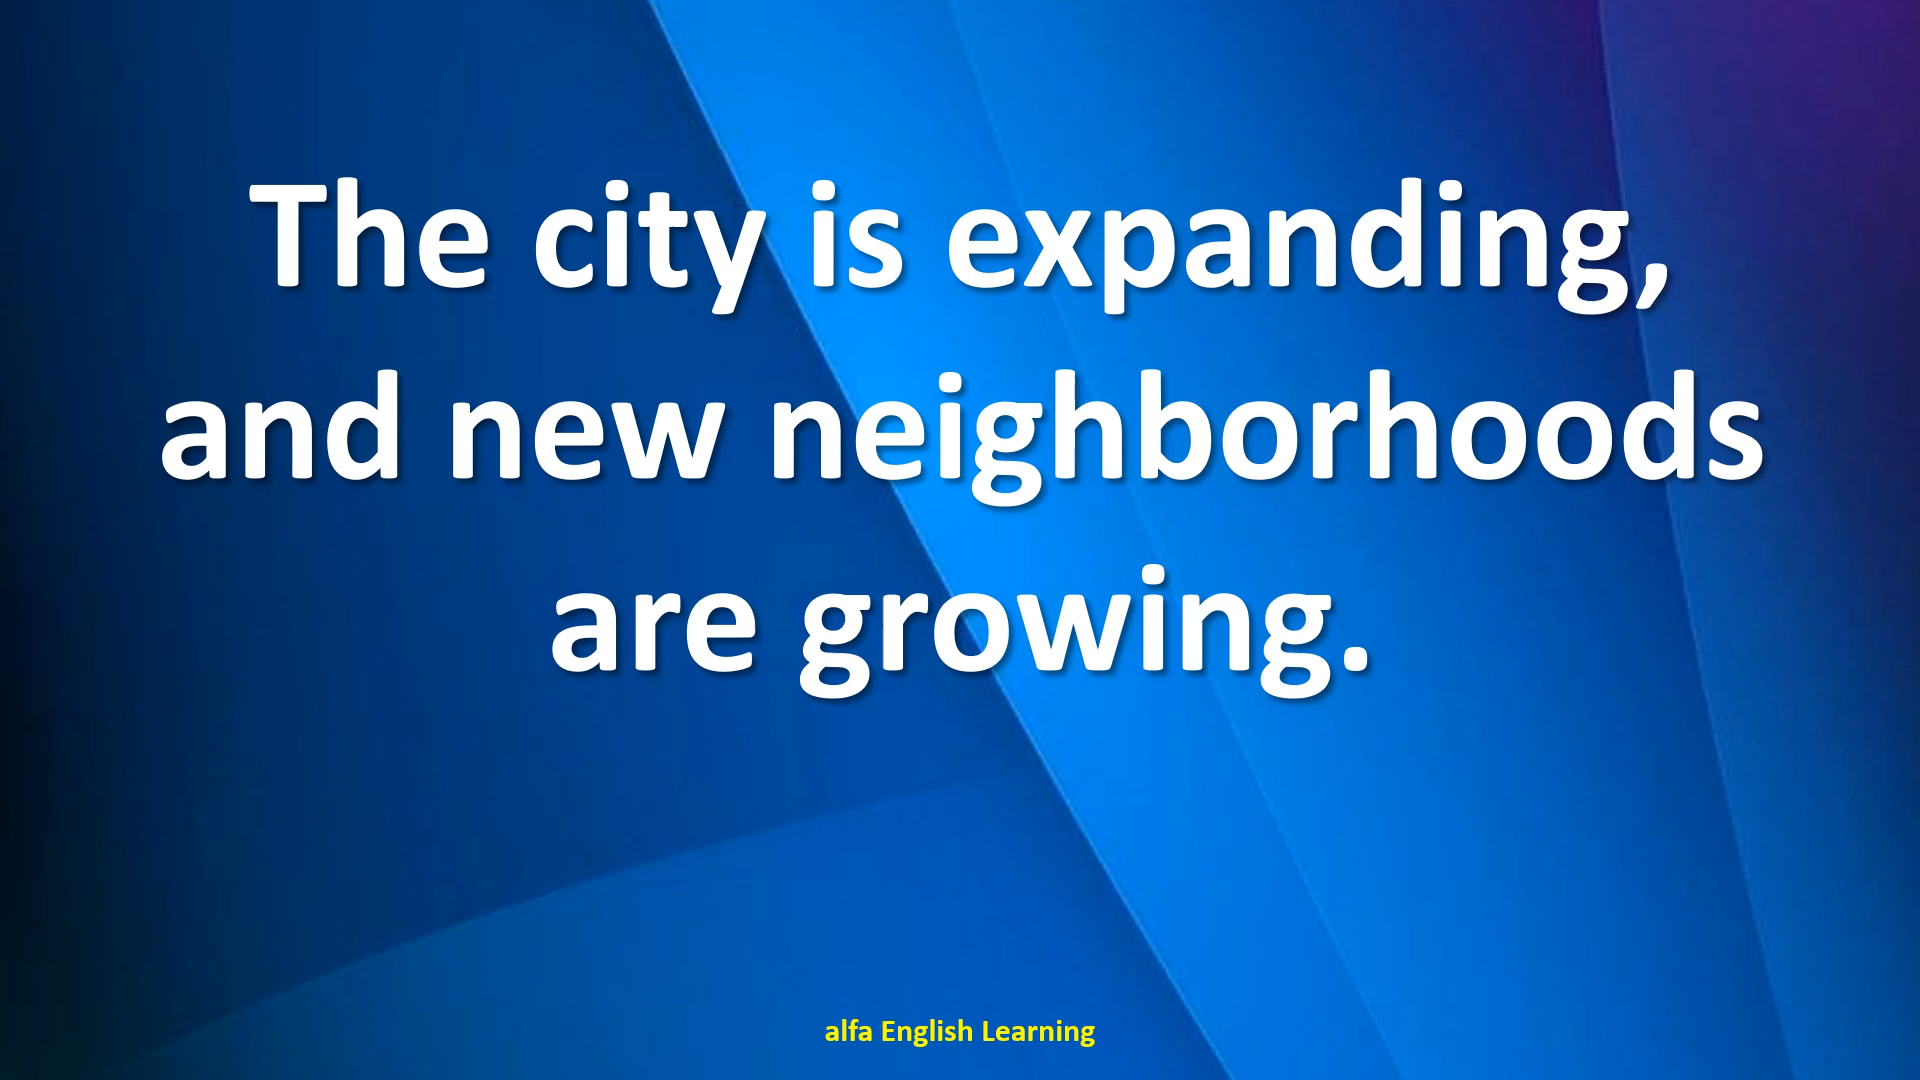 The city is expanding,
and new neighborhoods
are growing.
alfa English Learning